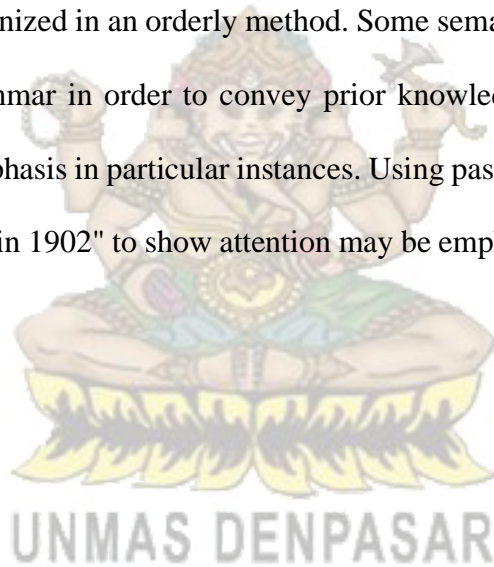 nized in an orderly method. Some sema
nmar in order to convey prior knowled
phasis in particular instances. Using pas
in 1902" to show attention may be empl
UNMAS DENPASAR